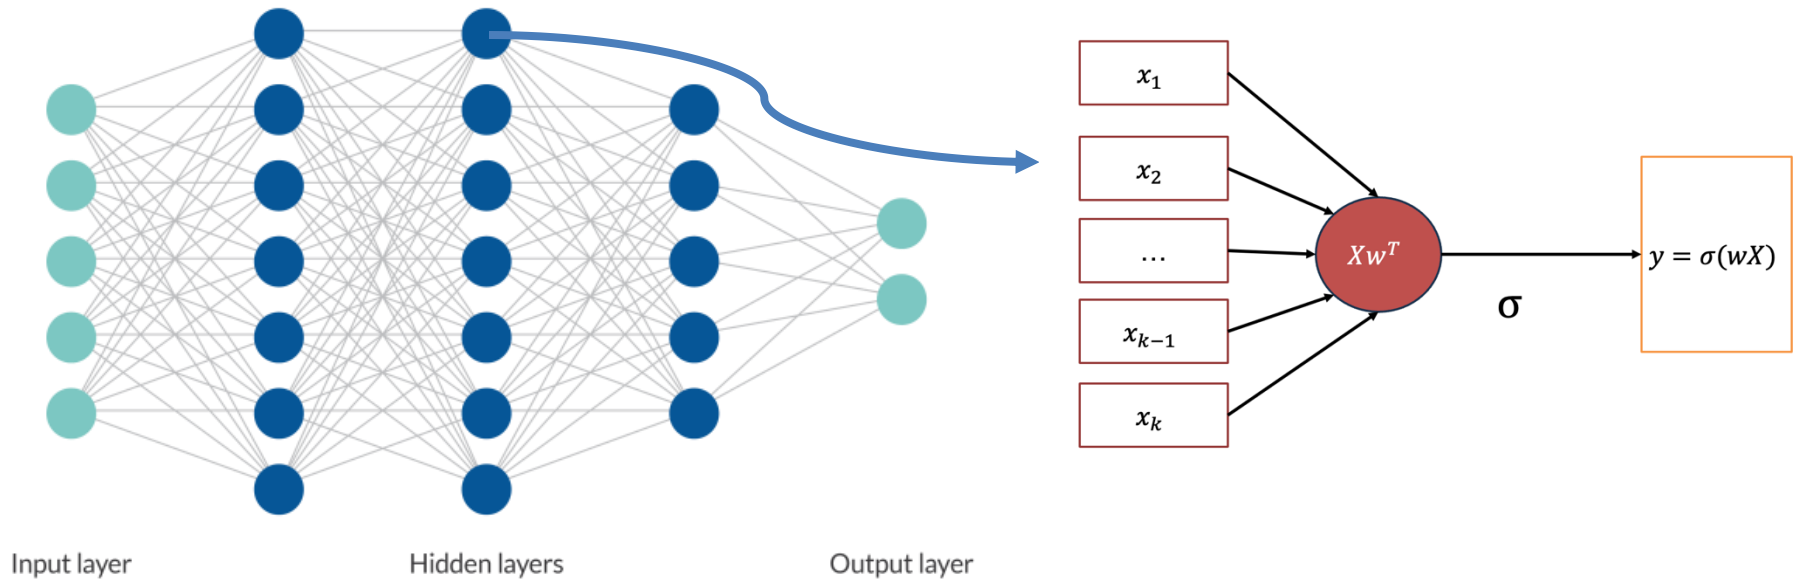 x₁
x₂
...
xₖ₋₁
xₖ
Xwᵀ
σ
y = σ(wX)
Input layer
Hidden layers
Output layer